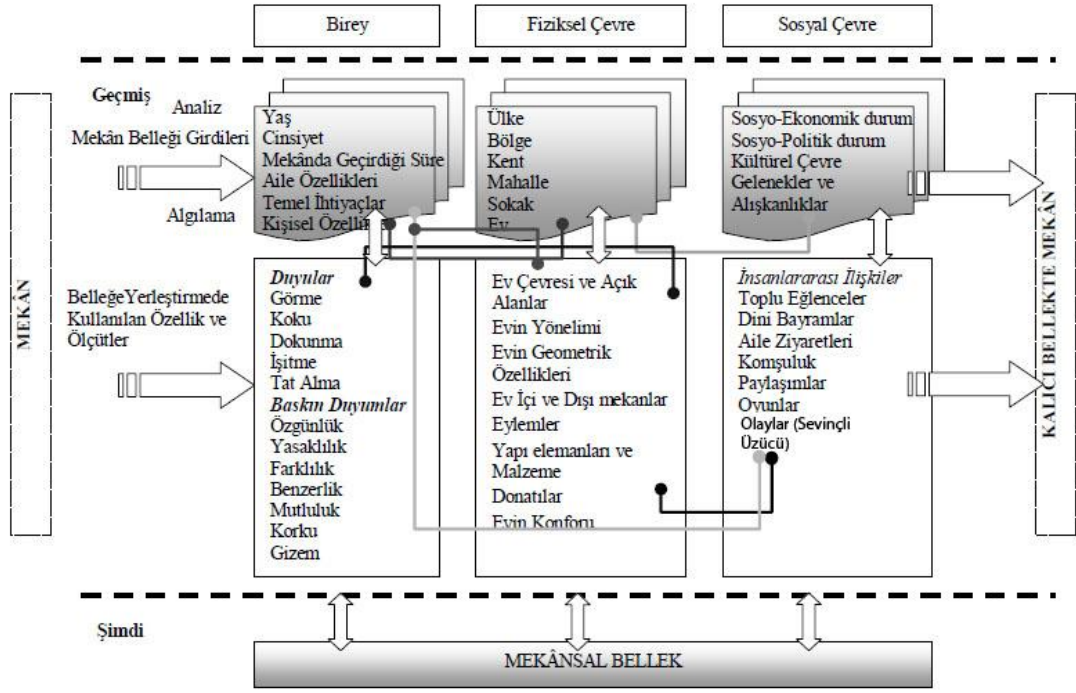 Birey
Fiziksel Çevre
Sosyal Çevre
Geçmiş
Analiz
Mekân Belleği Girdileri
Algılama
MEKÂN
Yaş
Cinsiyet
Mekânda Geçirdiği Süre
Aile Özellikleri
Temel İhtiyaçlar
Kişisel Özellik
Ülke
Bölge
Kent
Mahalle
Sokak
Ev
Sosyo-Ekonomik durum
Sosyo-Politik durum
Kültürel Çevre
Gelenekler ve
Alışkanlıklar
KALICI BELLEKTE MEKÂN
BelleğeYerleştirmede
Kullanılan Özellik ve
Ölçütler
Duyular
Görme
Koku
Dokunma
İşitme
Tat Alma
Baskın Duyumlar
Özgünlük
Yasaklılık
Farklılık
Benzerlik
Mutluluk
Korku
Gizem
Ev Çevresi ve Açık
Alanlar
Evin Yönelimi
Evin Geometrik
Özellikleri
Ev İçi ve Dışı mekanlar
Eylemler
Yapı elemanları ve
Malzeme
Donatılar
Evin Konforu
İnsanlararası İlişkiler
Toplu Eğlenceler
Dini Bayramlar
Aile Ziyaretleri
Komşuluk
Paylaşımlar
Oyunlar
Olaylar (Sevinçli
Üzücü)
Şimdi
MEKÂNSAL BELLEK